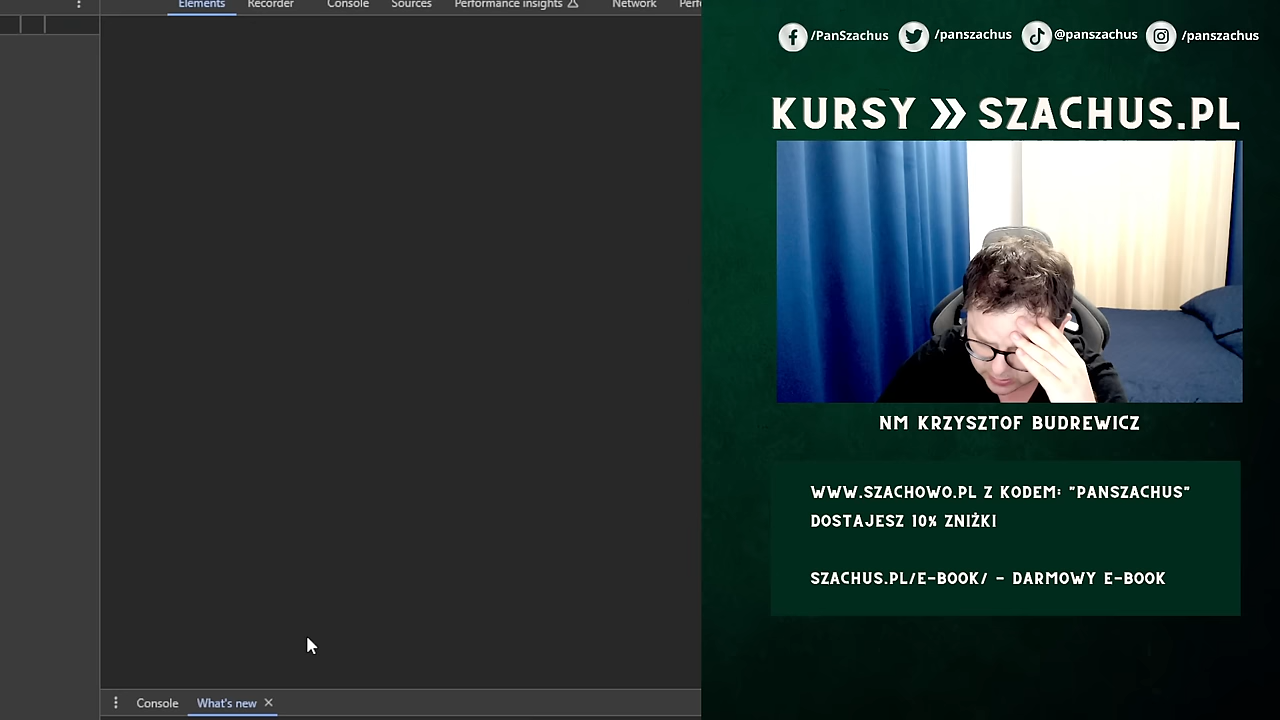 Elements
Recorder
Console
Sources
Performance insights
Network
/PanSzachus
/panszachus
@panszachus
/panszachus
KURSY » SZACHUS.PL
NM KRZYSZTOF BUDREWICZ
WWW.SZACHOWO.PL Z KODEM: "PANSZACHUS"
DOSTAJESZ 10% ZNIŻKI
SZACHUS.PL/E-BOOK/ - DARMOWY E-BOOK
Console
What's new